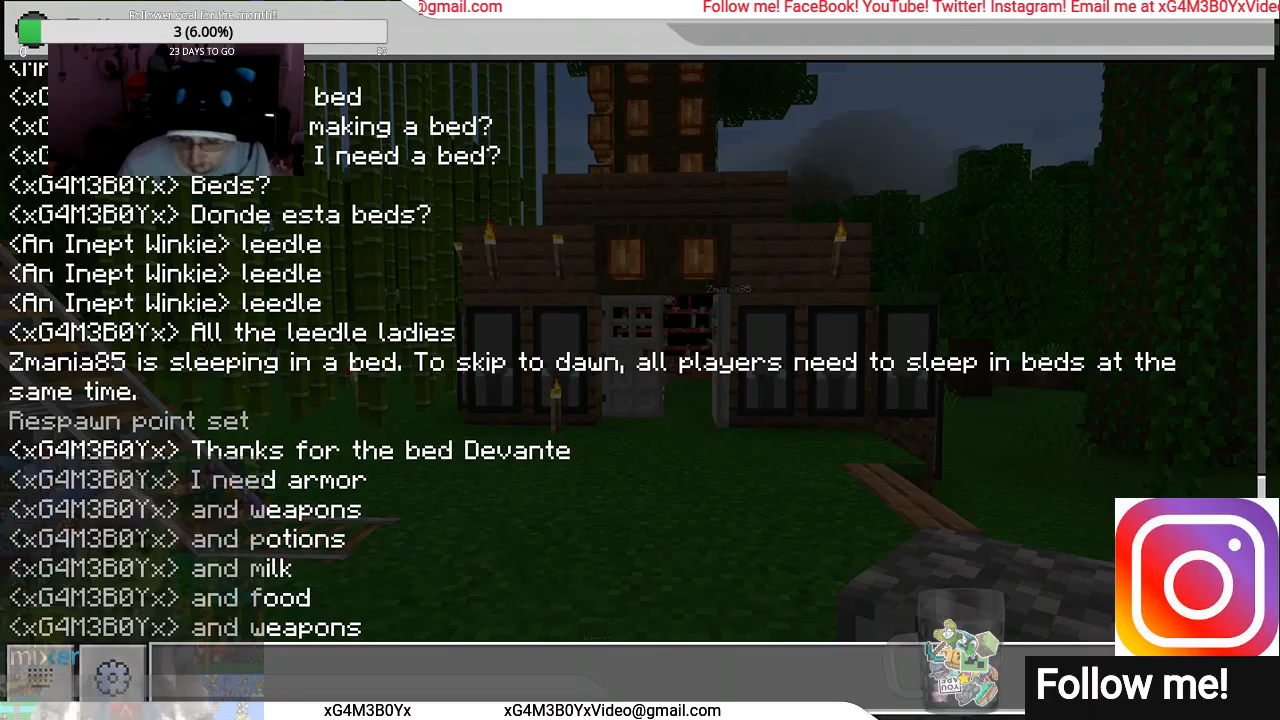 Follower goal for the month!!
3 (6.00%)
0
23 DAYS TO GO
@gmail.com
Follow me! FaceBook! YouTube! Twitter! Instagram! Email me at xG4M3B0YxVideo
bed
making a bed?
I need a bed?
<xG4M3B0Yx> Beds?
<xG4M3B0Yx> Donde esta beds?
<An Inept Winkie> leedle
<An Inept Winkie> leedle
<An Inept Winkie> leedle
<xG4M3B0Yx> All the leedle ladies
Zmania85 is sleeping in a bed. To skip to dawn, all players need to sleep in beds at the
same time.
Respawn point set
<xG4M3B0Yx> Thanks for the bed Devante
<xG4M3B0Yx> I need armor
<xG4M3B0Yx> and weapons
<xG4M3B0Yx> and potions
<xG4M3B0Yx> and milk
<xG4M3B0Yx> and food
<xG4M3B0Yx> and weapons
Zmania85
mixer
YOU ARE
Follow me!
xG4M3B0Yx
xG4M3B0YxVideo@gmail.com